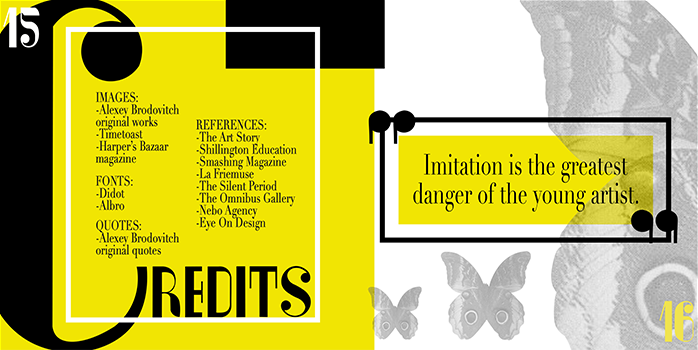 15
IMAGES:
-Alexey Brodovitch
original works
-Timetoast
-Harper's Bazaar
magazine
FONTS:
-Didot
-Albro
QUOTES:
-Alexey Brodovitch
original quotes
REFERENCES:
-The Art Story
-Shillington Education
-Smashing Magazine
-La Friemuse
-The Silent Period
-The Omnibus Gallery
-Nebo Agency
-Eye On Design
CREDITS
"Imitation is the greatest
danger of the young artist."
16